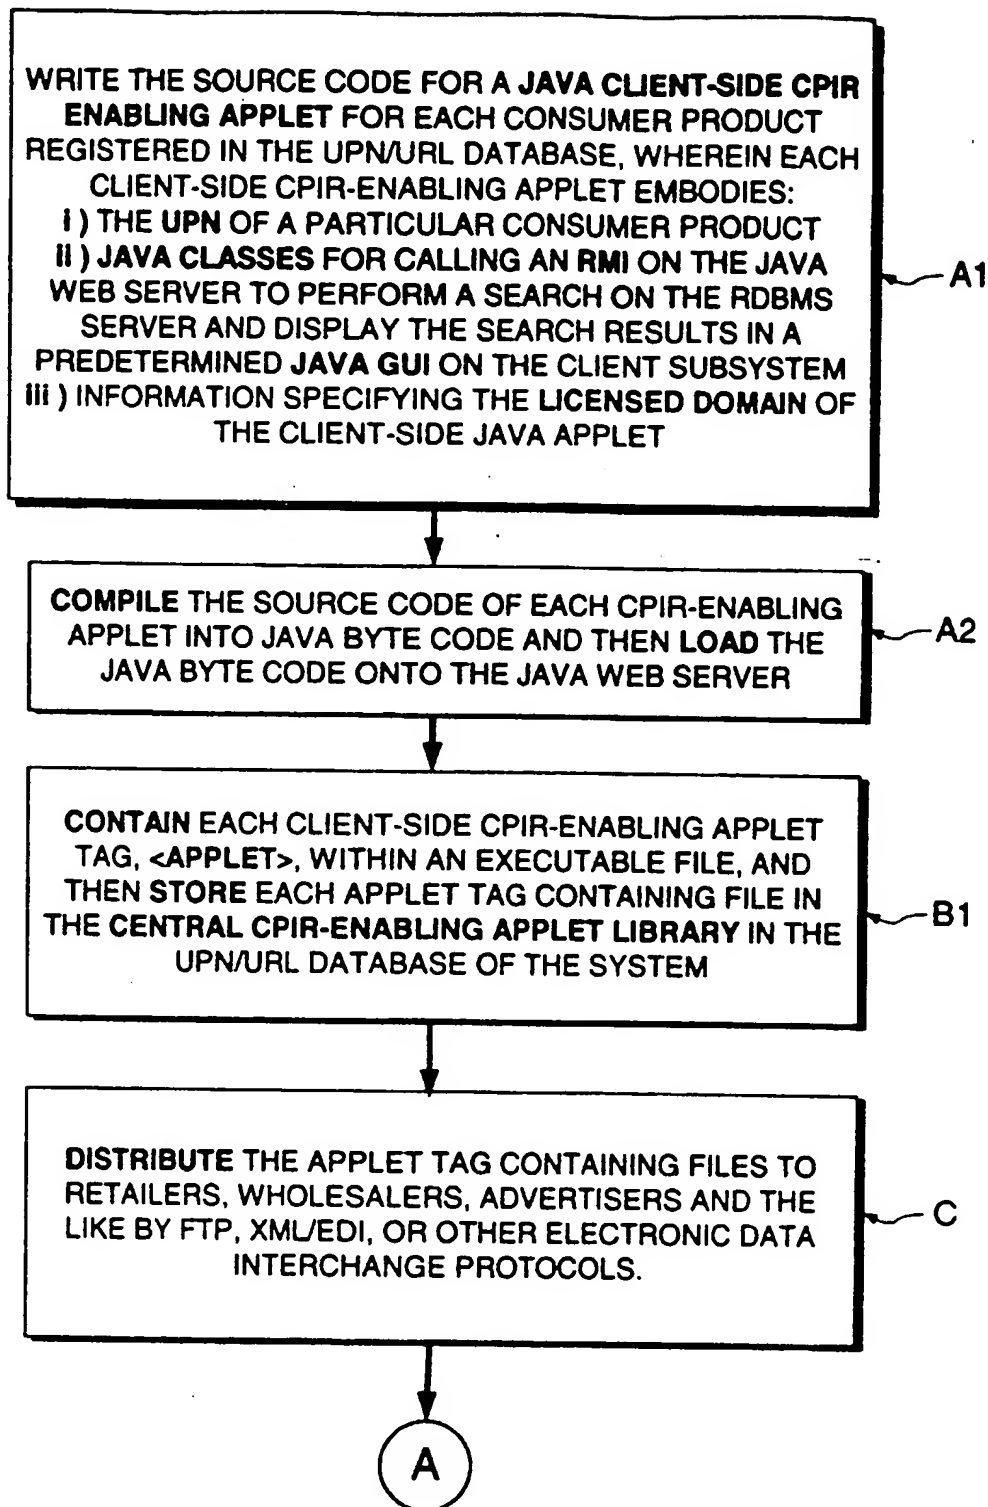 WRITE THE SOURCE CODE FOR A JAVA CLIENT-SIDE CPIR
ENABLING APPLET FOR EACH CONSUMER PRODUCT
REGISTERED IN THE UPN/URL DATABASE, WHEREIN EACH
CLIENT-SIDE CPIR-ENABLING APPLET EMBODIES:
i ) THE UPN OF A PARTICULAR CONSUMER PRODUCT
ii ) JAVA CLASSES FOR CALLING AN RMI ON THE JAVA
WEB SERVER TO PERFORM A SEARCH ON THE RDBMS
SERVER AND DISPLAY THE SEARCH RESULTS IN A
PREDETERMINED JAVA GUI ON THE CLIENT SUBSYSTEM
iii ) INFORMATION SPECIFYING THE LICENSED DOMAIN OF
THE CLIENT-SIDE JAVA APPLET
A1
COMPILE THE SOURCE CODE OF EACH CPIR-ENABLING
APPLET INTO JAVA BYTE CODE AND THEN LOAD THE
JAVA BYTE CODE ONTO THE JAVA WEB SERVER
A2
CONTAIN EACH CLIENT-SIDE CPIR-ENABLING APPLET
TAG, <APPLET>, WITHIN AN EXECUTABLE FILE, AND
THEN STORE EACH APPLET TAG CONTAINING FILE IN
THE CENTRAL CPIR-ENABLING APPLET LIBRARY IN THE
UPN/URL DATABASE OF THE SYSTEM
B1
DISTRIBUTE THE APPLET TAG CONTAINING FILES TO
RETAILERS, WHOLESALERS, ADVERTISERS AND THE
LIKE BY FTP, XML/EDI, OR OTHER ELECTRONIC DATA
INTERCHANGE PROTOCOLS.
C
A